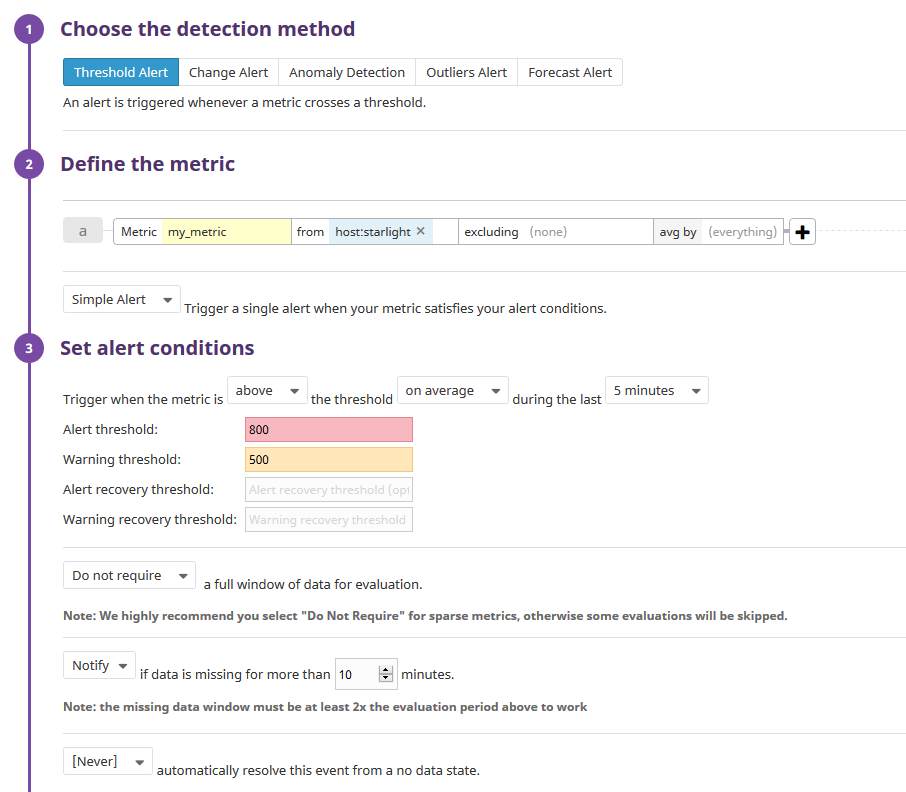 1 Choose the detection method
Threshold Alert Change Alert Anomaly Detection Outliers Alert Forecast Alert
An alert is triggered whenever a metric crosses a threshold.
2 Define the metric
a Metric my_metric from host:starlight × excluding (none) avg by (everything) +
Simple Alert Trigger a single alert when your metric satisfies your alert conditions.
3 Set alert conditions
Trigger when the metric is above the threshold on average during the last 5 minutes
Alert threshold: 800
Warning threshold: 500
Alert recovery threshold: Alert recovery threshold (opt
Warning recovery threshold: Warning recovery threshold
Do not require a full window of data for evaluation.
Note: We highly recommend you select "Do Not Require" for sparse metrics, otherwise some evaluations will be skipped.
Notify if data is missing for more than 10 minutes.
Note: the missing data window must be at least 2x the evaluation period above to work
[Never] automatically resolve this event from a no data state.